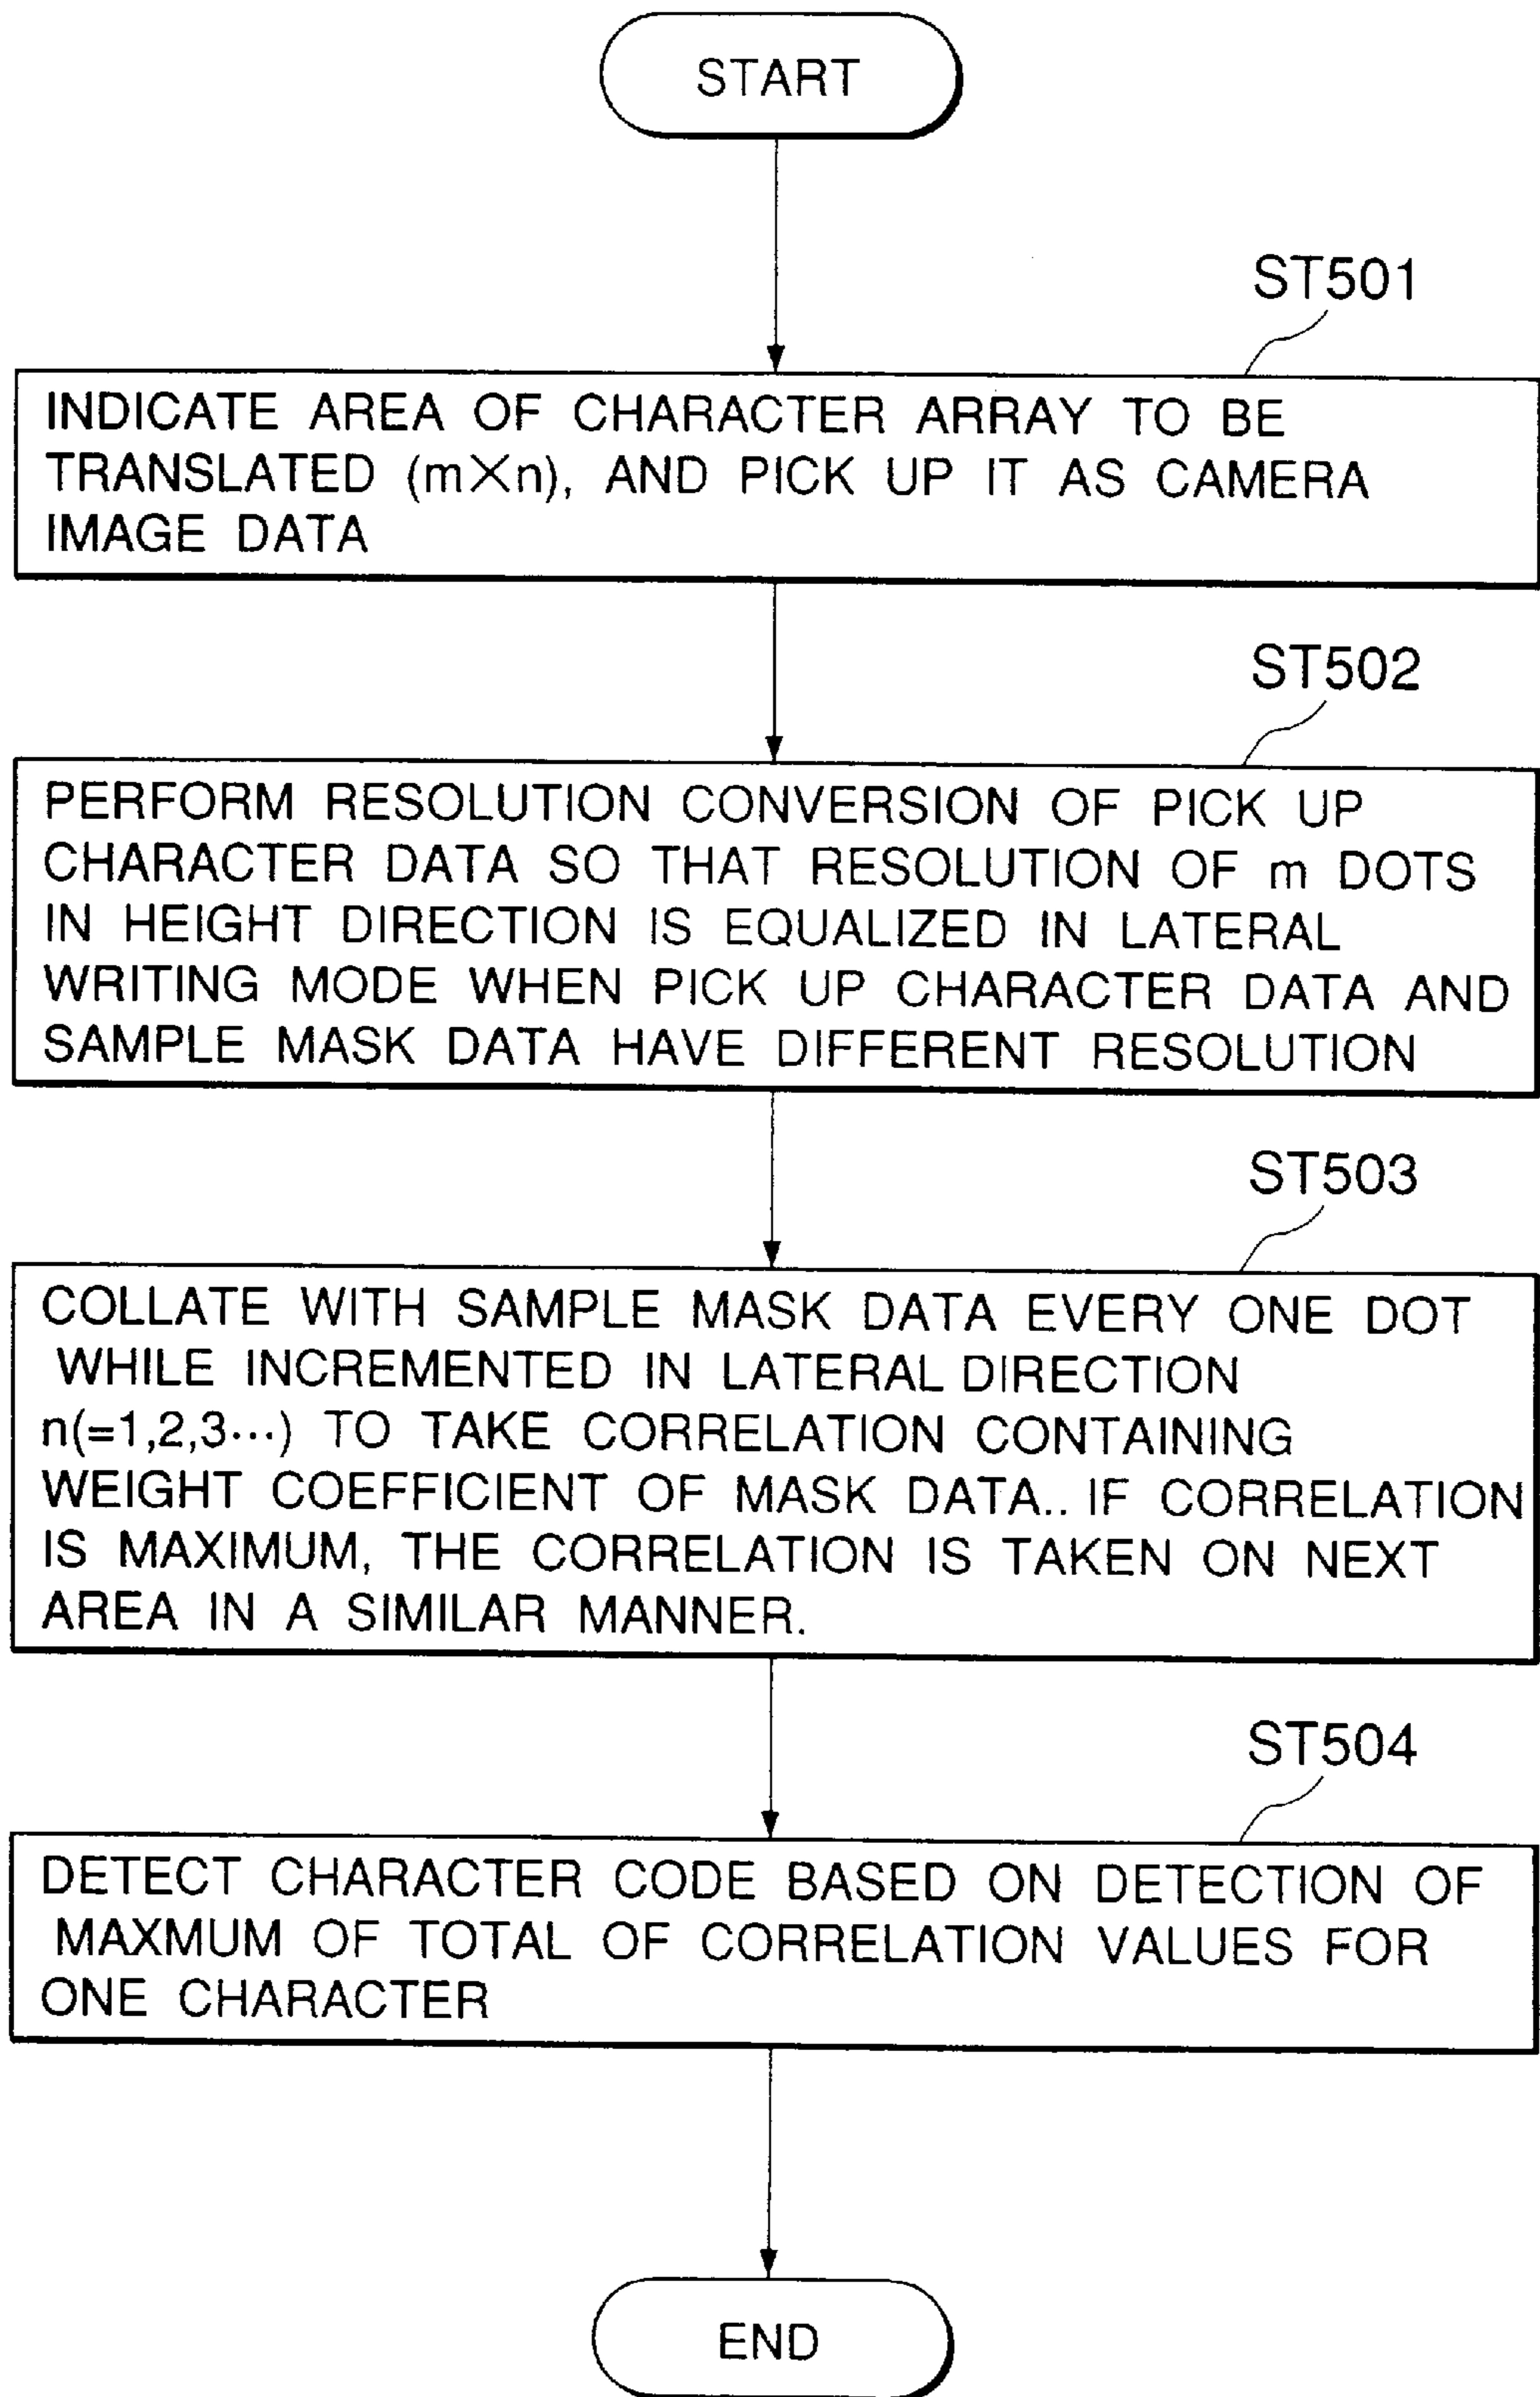 START
ST501
INDICATE AREA OF CHARACTER ARRAY TO BE
TRANSLATED (m×n), AND PICK UP IT AS CAMERA
IMAGE DATA
ST502
PERFORM RESOLUTION CONVERSION OF PICK UP
CHARACTER DATA SO THAT RESOLUTION OF m DOTS
IN HEIGHT DIRECTION IS EQUALIZED IN LATERAL
WRITING MODE WHEN PICK UP CHARACTER DATA AND
SAMPLE MASK DATA HAVE DIFFERENT RESOLUTION
ST503
COLLATE WITH SAMPLE MASK DATA EVERY ONE DOT
WHILE INCREMENTED IN LATERAL DIRECTION
n(=1,2,3···) TO TAKE CORRELATION CONTAINING
WEIGHT COEFFICIENT OF MASK DATA.. IF CORRELATION
IS MAXIMUM, THE CORRELATION IS TAKEN ON NEXT
AREA IN A SIMILAR MANNER.
ST504
DETECT CHARACTER CODE BASED ON DETECTION OF
MAXMUM OF TOTAL OF CORRELATION VALUES FOR
ONE CHARACTER
END